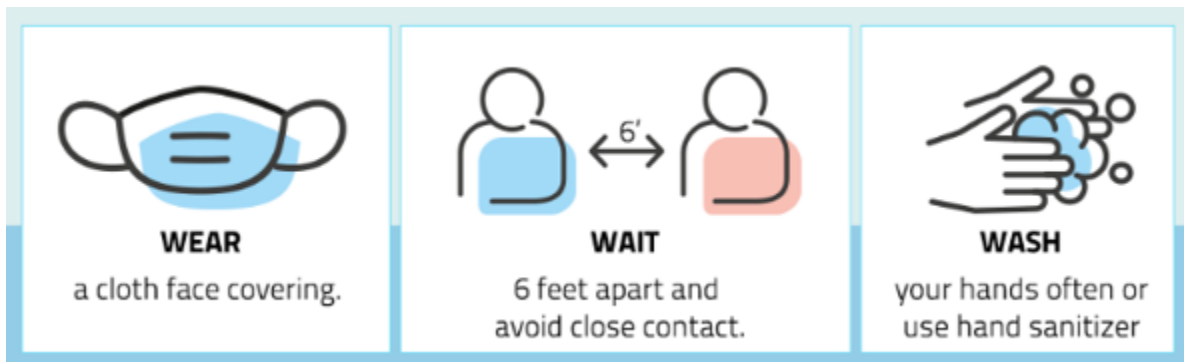 WEAR
a cloth face covering.
6’
WAIT
6 feet apart and
avoid close contact.
WASH
your hands often or
use hand sanitizer